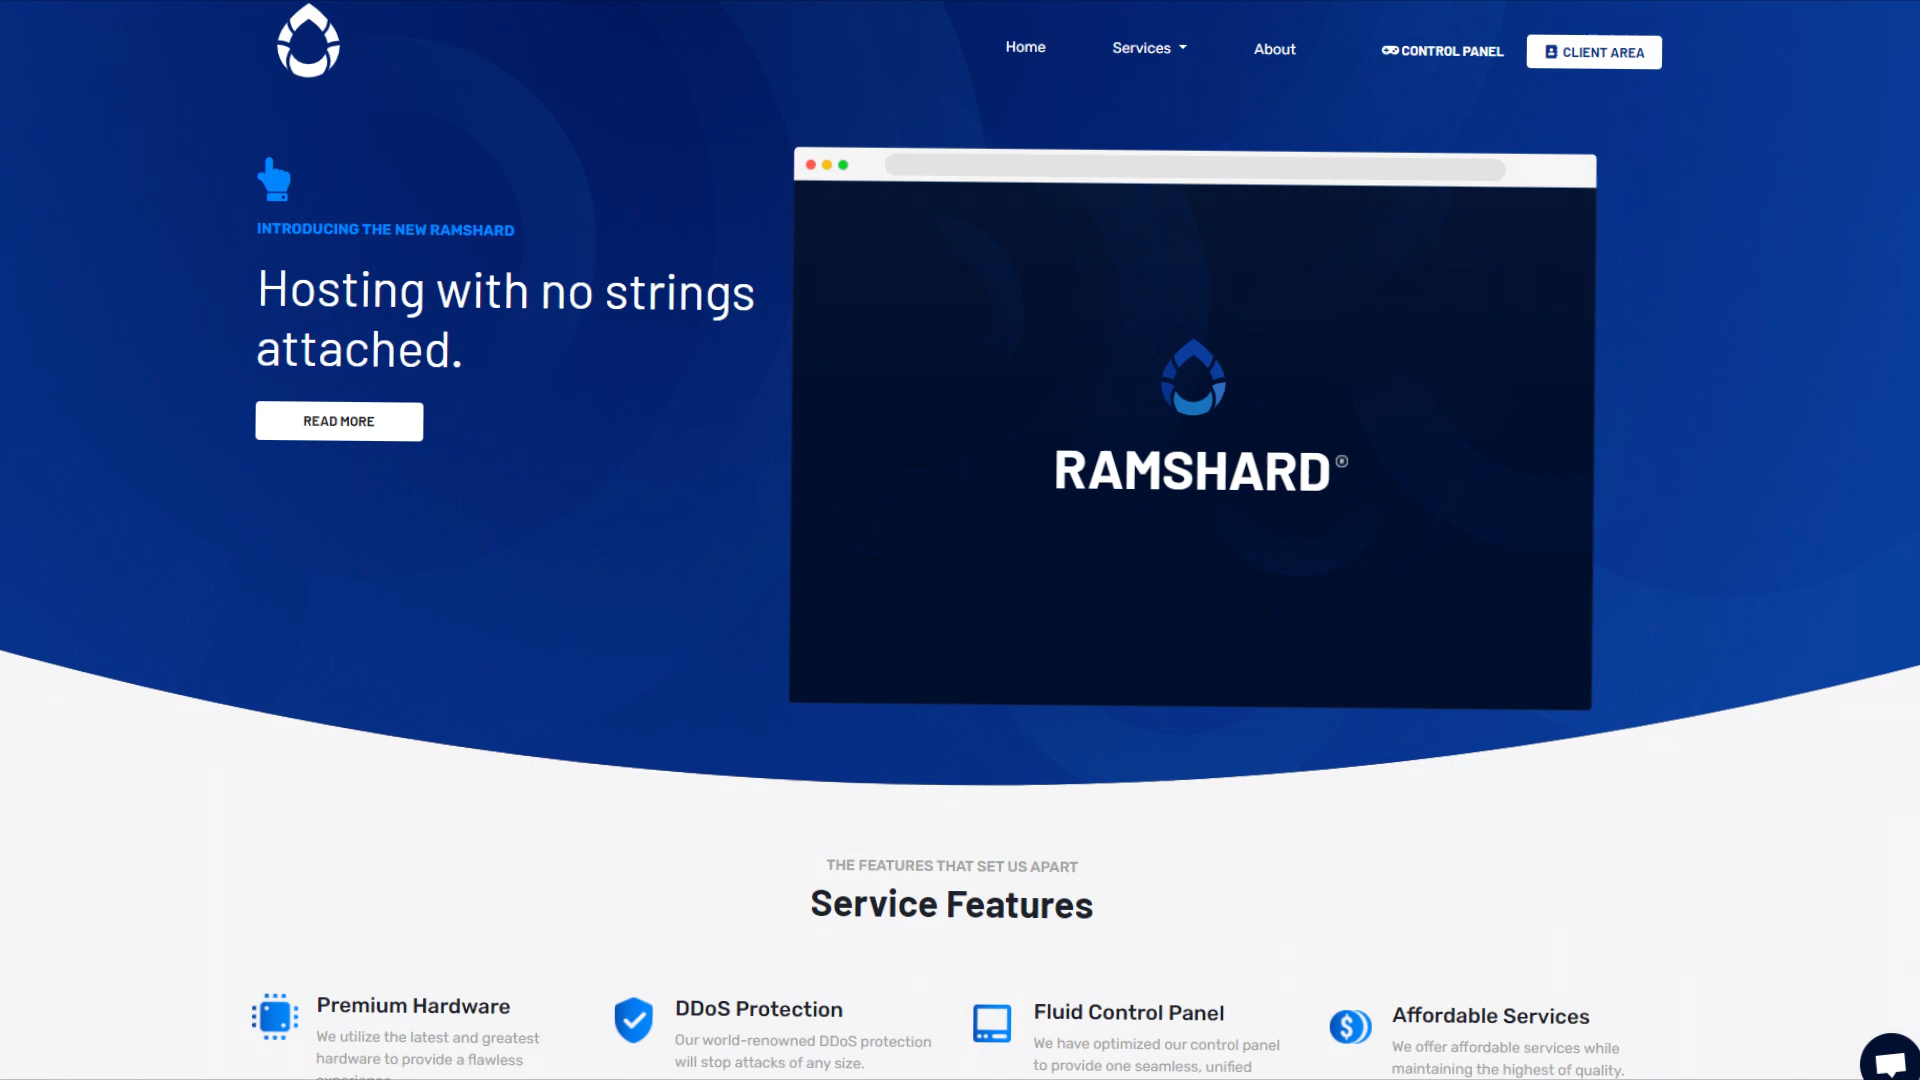 Home
Services
About
CONTROL PANEL
CLIENT AREA
INTRODUCING THE NEW RAMSHARD
Hosting with no strings
attached.
READ MORE
RAMSHARD®
THE FEATURES THAT SET US APART
Service Features
Premium Hardware
We utilize the latest and greatest
hardware to provide a flawless
DDoS Protection
Our world-renowned DDoS protection
will stop attacks of any size.
Fluid Control Panel
We have optimized our control panel
to provide one seamless, unified
Affordable Services
We offer affordable services while
maintaining the highest of quality.